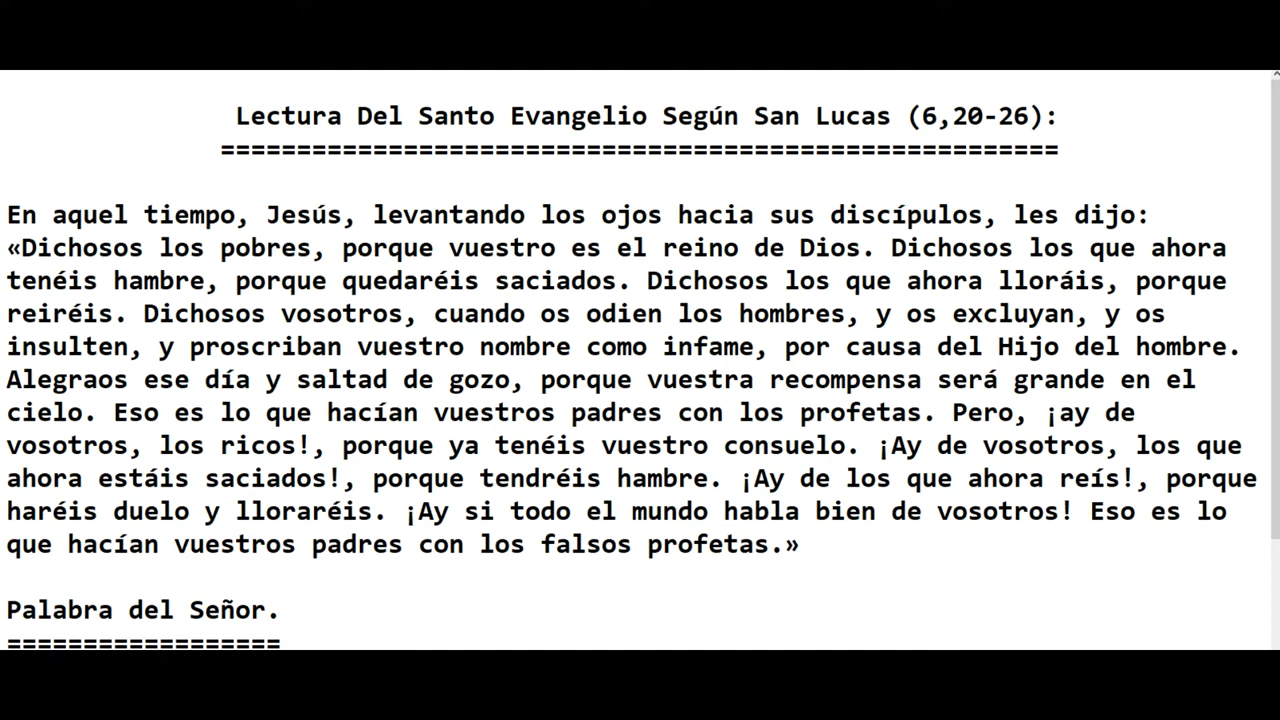 Lectura Del Santo Evangelio Según San Lucas (6,20-26):
=======================================================
En aquel tiempo, Jesús, levantando los ojos hacia sus discípulos, les dijo:
«Dichosos los pobres, porque vuestro es el reino de Dios. Dichosos los que ahora
tenéis hambre, porque quedaréis saciados. Dichosos los que ahora lloráis, porque
reiréis. Dichosos vosotros, cuando os odien los hombres, y os excluyan, y os
insulten, y proscriban vuestro nombre como infame, por causa del Hijo del hombre.
Alegraos ese día y saltad de gozo, porque vuestra recompensa será grande en el
cielo. Eso es lo que hacían vuestros padres con los profetas. Pero, ¡ay de
vosotros, los ricos!, porque ya tenéis vuestro consuelo. ¡Ay de vosotros, los que
ahora estáis saciados!, porque tendréis hambre. ¡Ay de los que ahora reís!, porque
haréis duelo y lloraréis. ¡Ay si todo el mundo habla bien de vosotros! Eso es lo
que hacían vuestros padres con los falsos profetas.»
Palabra del Señor.
==================